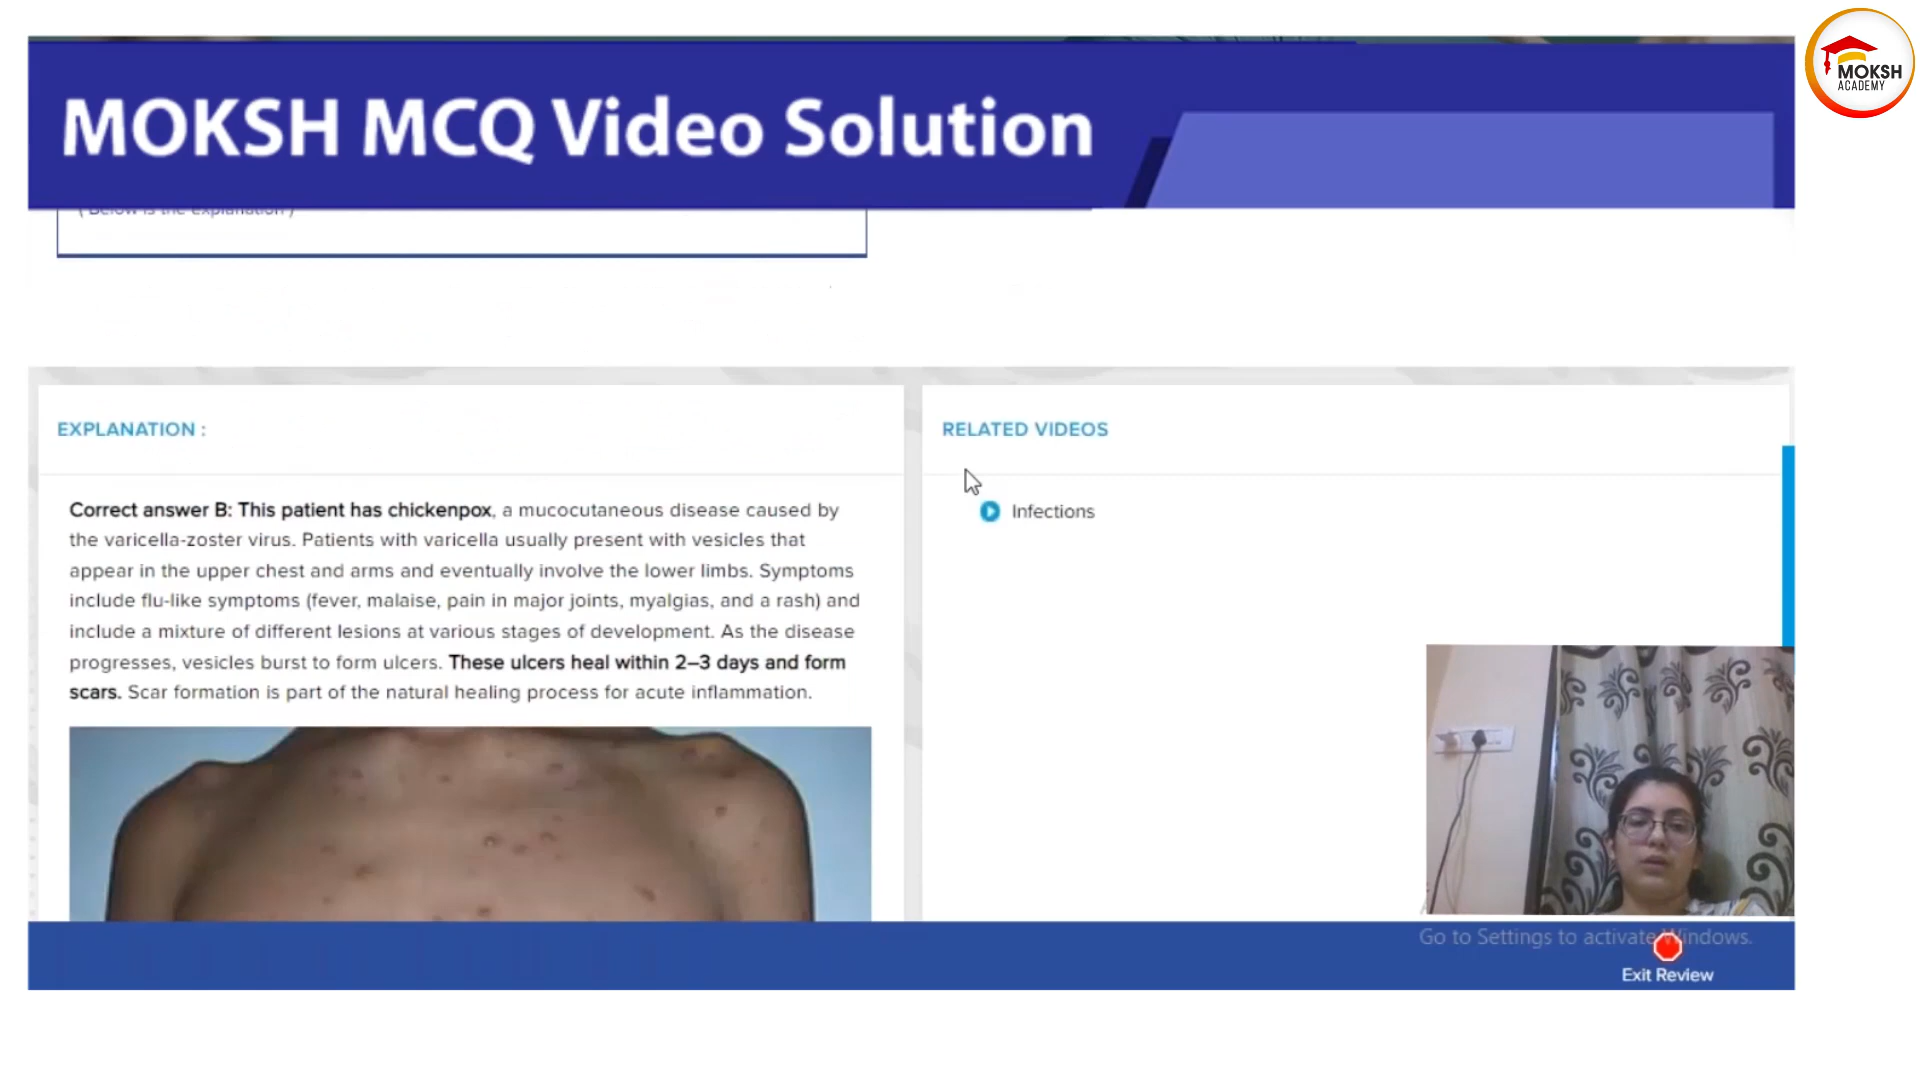 MOKSH
ACADEMY
MOKSH MCQ Video Solution
( Below is the Explanation )
EXPLANATION :
RELATED VIDEOS
Infections
Correct answer B: This patient has chickenpox, a mucocutaneous disease caused by
the varicella-zoster virus. Patients with varicella usually present with vesicles that
appear in the upper chest and arms and eventually involve the lower limbs. Symptoms
include flu-like symptoms (fever, malaise, pain in major joints, myalgias, and a rash) and
include a mixture of different lesions at various stages of development. As the disease
progresses, vesicles burst to form ulcers. These ulcers heal within 2–3 days and form
scars. Scar formation is part of the natural healing process for acute inflammation.
Go to Settings to activate Windows.
Exit Review